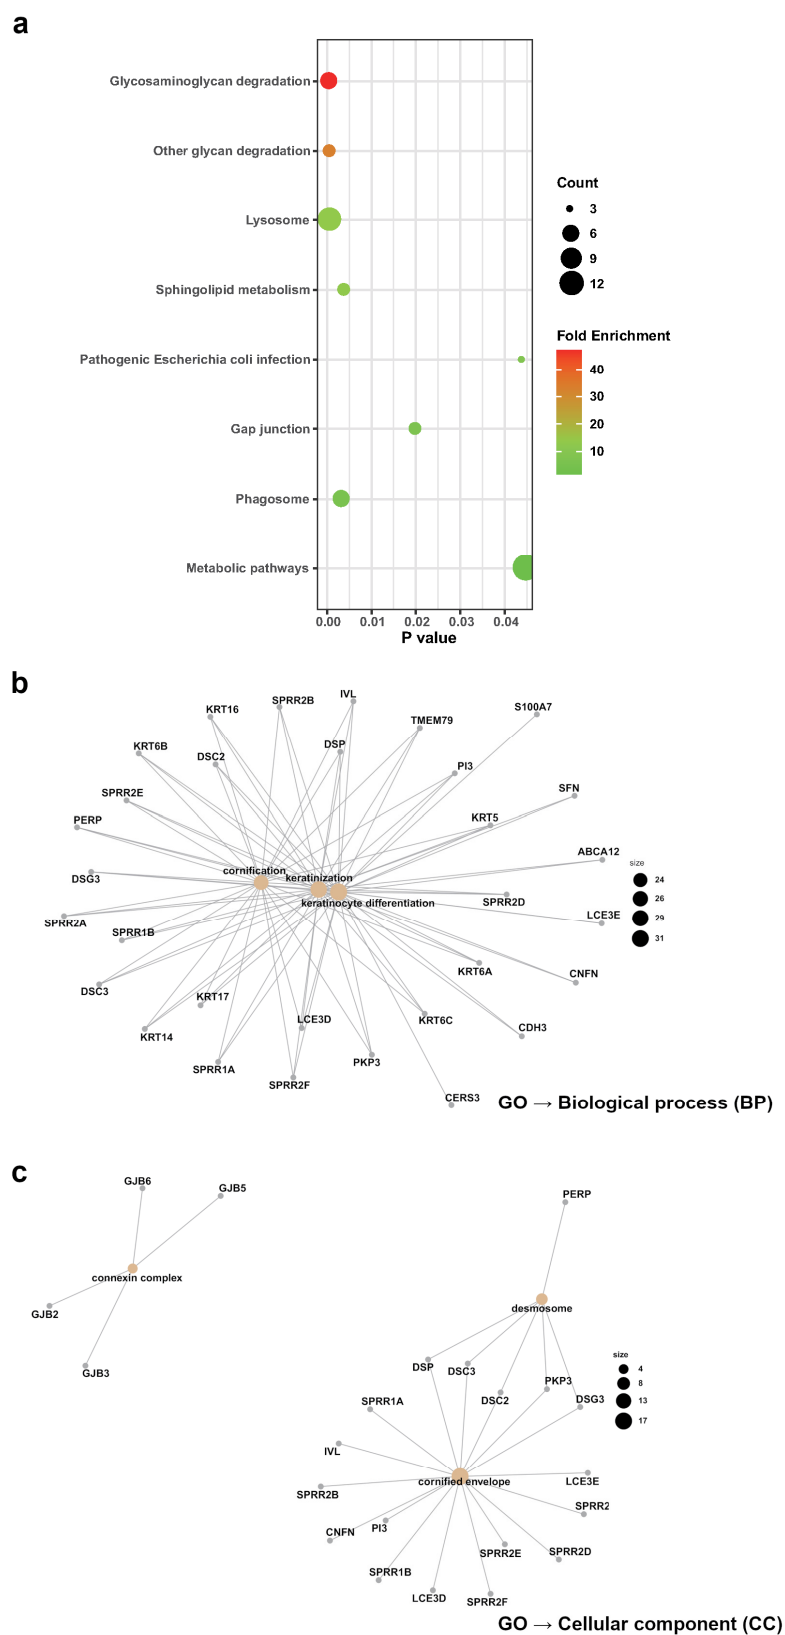 a
Glycosaminoglycan degradation
Other glycan degradation
Lysosome
Sphingolipid metabolism
Pathogenic Escherichia coli infection
Gap junction
Phagosome
Metabolic pathways
0.00 0.01 0.02 0.03 0.04
P value
Count
3
6
9
12
Fold Enrichment
40
30
20
10
b
IVL
SPRR2B
KRT16
S100A7
TMEM79
KRT6B
DSP
DSC2
PI3
SPRR2E
SFN
PERP
KRT5
ABCA12
cornification
keratinization
DSG3
keratinocyte differentiation
SPRR2D
SPRR2A
LCE3E
SPRR1B
KRT6A
CNFN
DSC3
KRT17
LCE3D
KRT6C
CDH3
KRT14
SPRR1A
PKP3
SPRR2F
CERS3
size
24
26
29
31
GO → Biological process (BP)
c
GJB6
GJB5
PERP
connexin complex
GJB2
desmosome
GJB3
DSP
DSC3
PKP3
DSC2
DSG3
SPRR1A
IVL
cornified envelope
LCE3E
SPRR2B
SPRR2
CNFN
PI3
SPRR2E
SPRR2D
SPRR1B
LCE3D
SPRR2F
size
4
8
13
17
GO → Cellular component (CC)